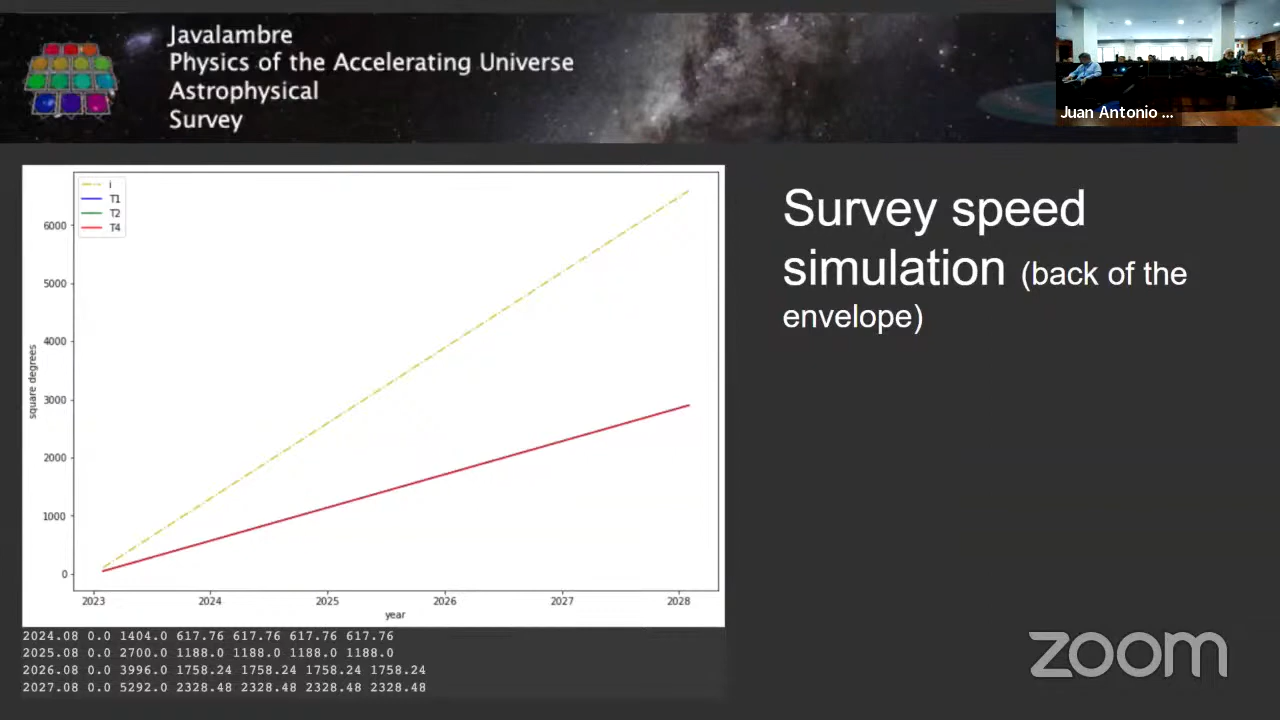 Javalambre
Physics of the Accelerating Universe
Astrophysical
Survey
Juan Antonio ...
i
T1
T2
T4
6000
5000
4000
3000
2000
1000
0
square degrees
2023 2024 2025 2026 2027 2028
year
2024.08 0.0 1404.0 617.76 617.76 617.76 617.76
2025.08 0.0 2700.0 1188.0 1188.0 1188.0 1188.0
2026.08 0.0 3996.0 1758.24 1758.24 1758.24 1758.24
2027.08 0.0 5292.0 2328.48 2328.48 2328.48 2328.48
Survey speed
simulation (back of the
envelope)
zoom